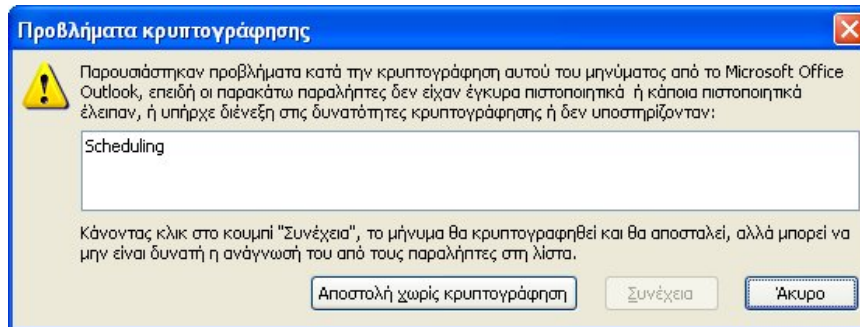 Προβλήματα κρυπτογράφησης
Παρουσιάστηκαν προβλήματα κατά την κρυπτογράφηση αυτού του μηνύματος από το Microsoft Office
Outlook, επειδή οι παρακάτω παραλήπτες δεν είχαν έγκυρα πιστοποιητικά ή κάποια πιστοποιητικά
έλειπαν, ή υπήρχε διένεξη στις δυνατότητες κρυπτογράφησης ή δεν υποστηρίζονταν:
Scheduling
Κάνοντας κλικ στο κουμπί "Συνέχεια", το μήνυμα θα κρυπτογραφηθεί και θα αποσταλεί, αλλά μπορεί να
μην είναι δυνατή η ανάγνωσή του από τους παραλήπτες στη λίστα.
Αποστολή χωρίς κρυπτογράφηση Συνέχεια Άκυρο